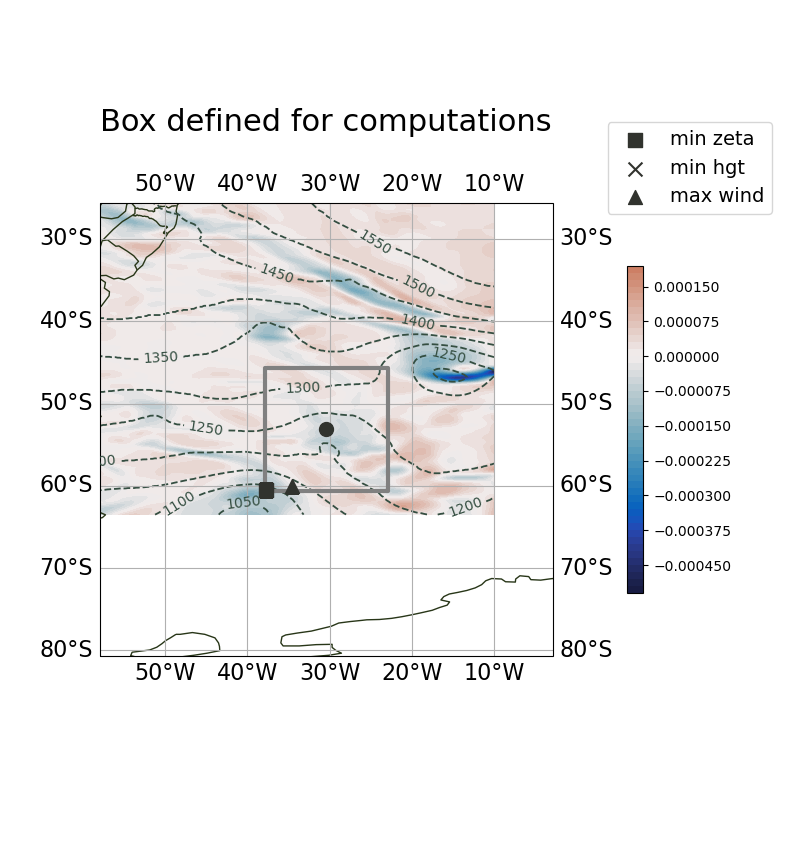 Box defined for computations
min zeta
min hgt
max wind
50°W 40°W 30°W 20°W 10°W
30°S 30°S
40°S 40°S
50°S 50°S
60°S 60°S
70°S 70°S
80°S 80°S
50°W 40°W 30°W 20°W 10°W
1550
1450
1500
1400
1250
1350
1300
1250
00
1100
1050
1200
0.000150
0.000075
0.000000
−0.000075
−0.000150
−0.000225
−0.000300
−0.000375
−0.000450